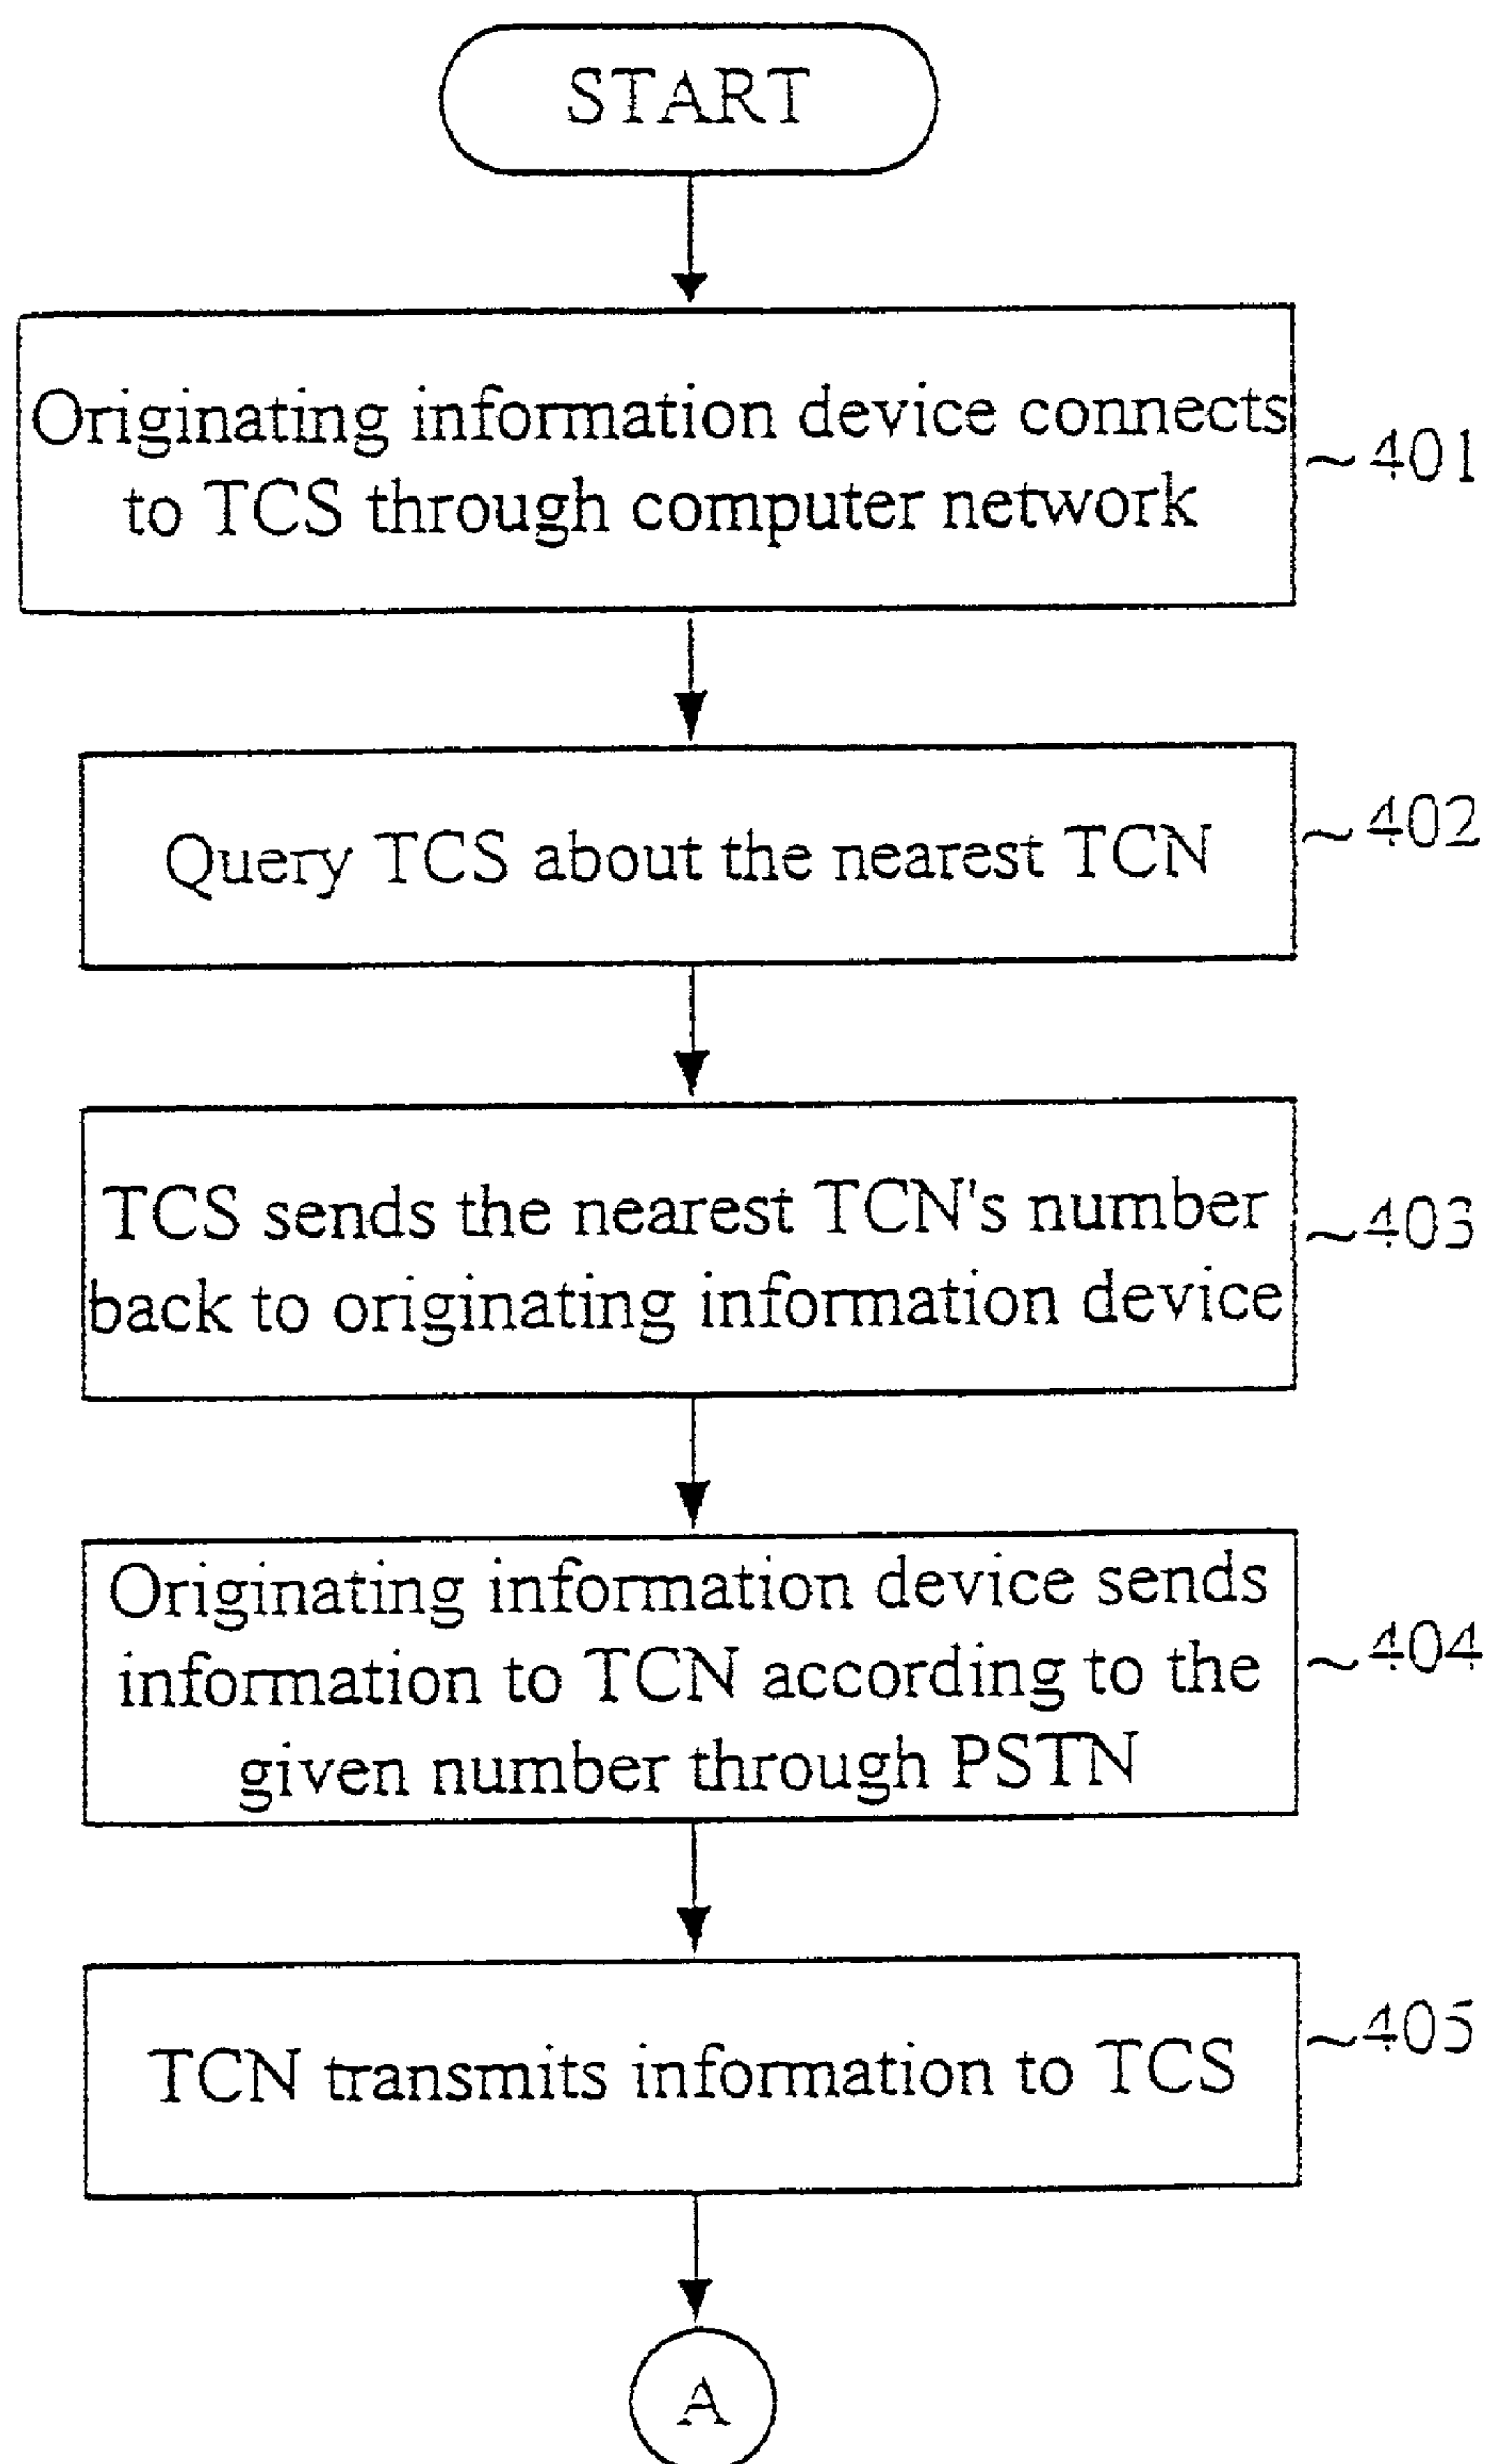 START
Originating information device connects
to TCS through computer network
~401
Query TCS about the nearest TCN
~402
TCS sends the nearest TCN's number
back to originating information device
~403
Originating information device sends
information to TCN according to the
given number through PSTN
~404
TCN transmits information to TCS
~405
A